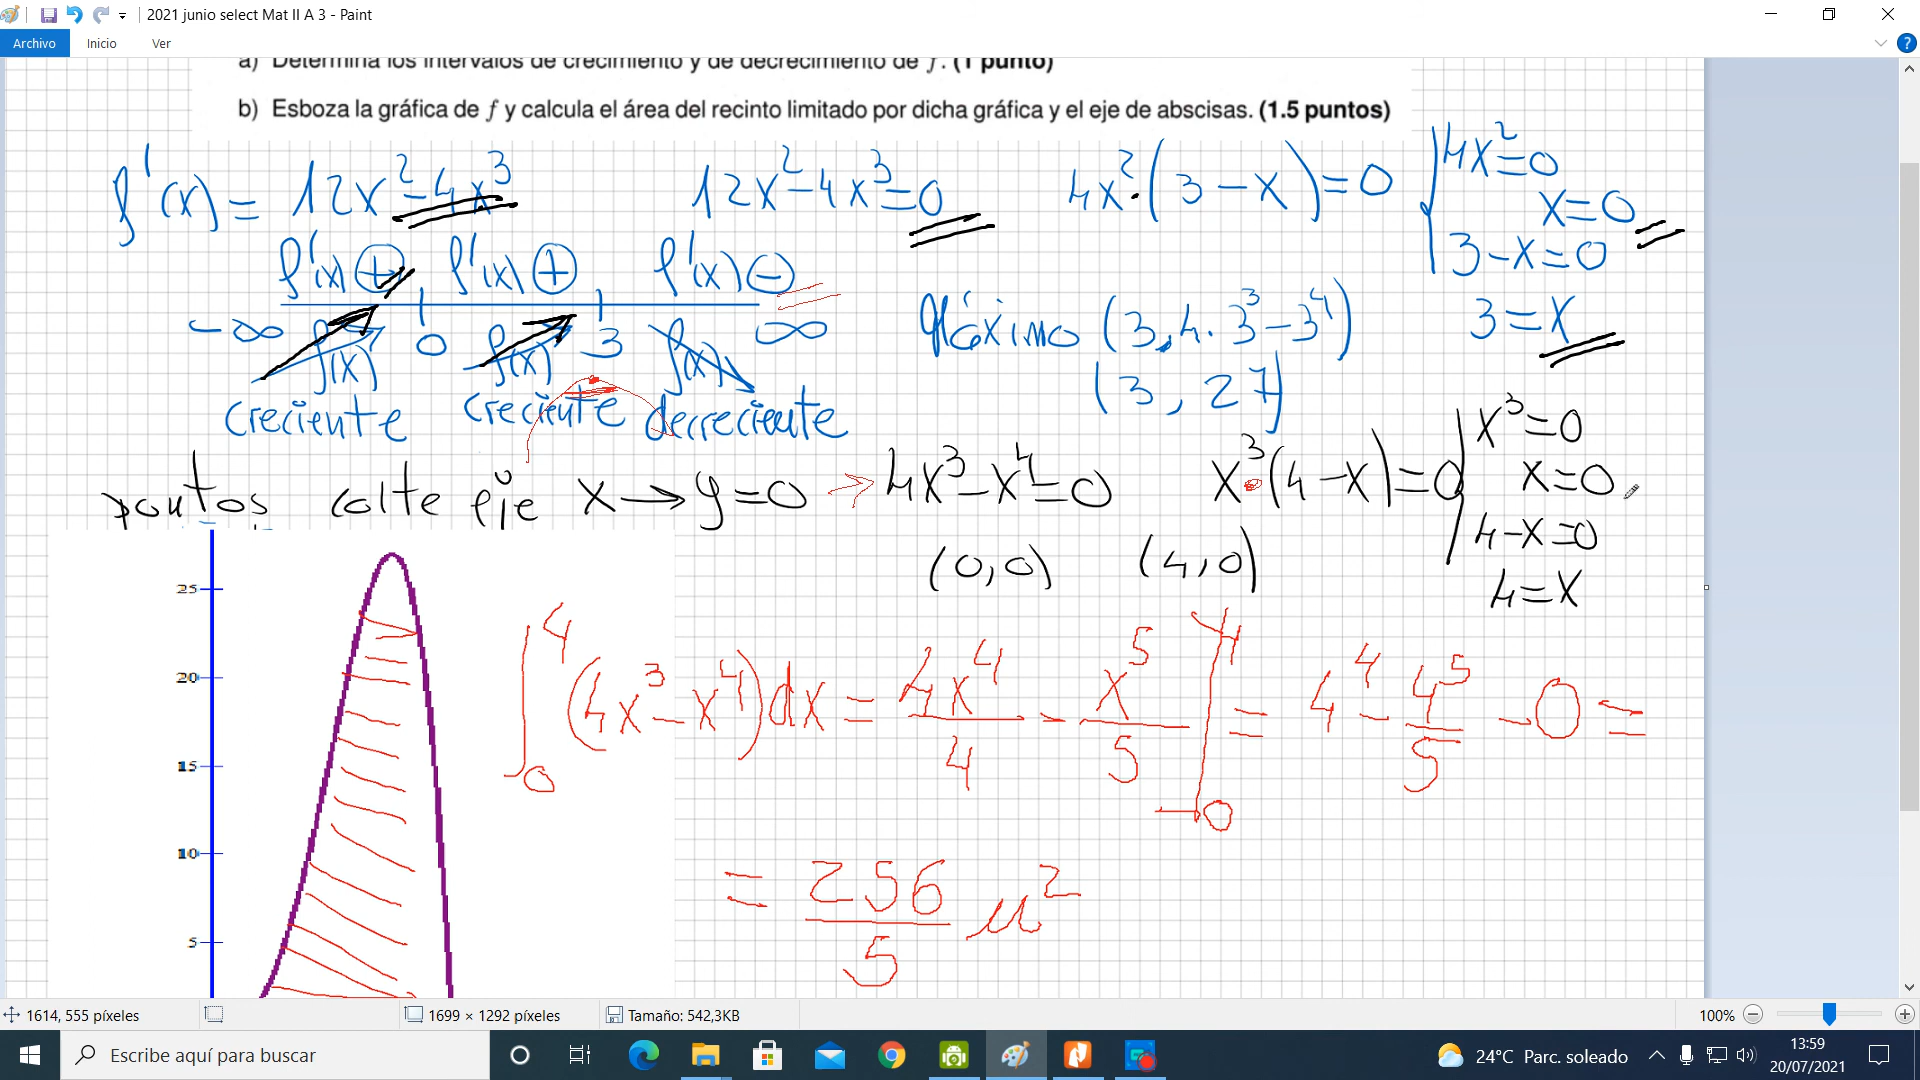 2021 junio select Mat II A 3 - Paint
Archivo Inicio Ver
a) Determina los intervalos de crecimiento y de decrecimiento de f. (1 punto)
b) Esboza la gráfica de f y calcula el área del recinto limitado por dicha gráfica y el eje de abscisas. (1.5 puntos)
f'(x) = 12x² - 4x³ 12x² - 4x³ = 0 4x²·(3 - x) = 0 4x² = 0
x = 0
3 - x = 0
f'(x) + f'(x) + f'(x) -
-∞ 0 3 ∞
f(x) f(x) f(x)
creciente creciente decreciente
Máximo (3, 4·3³ - 3⁴)
(3, 27)
3 = x
puntos corte eje x → y = 0 → 4x³ - x⁴ = 0 x³·(4 - x) = 0 x³ = 0
x = 0
4 - x = 0
4 = x
(0,0) (4,0)
25
20
15
10
5
∫₀⁴ (4x³ - x⁴) dx = 4x⁴/4 - x⁵/5 |₀⁴ = 4⁴ - 4⁵/5 - 0 =
= 256/5 u²
1614, 555 píxeles 1699 × 1292 píxeles Tamaño: 542,3KB 100%
Escribe aquí para buscar 24°C Parc. soleado 13:59
20/07/2021